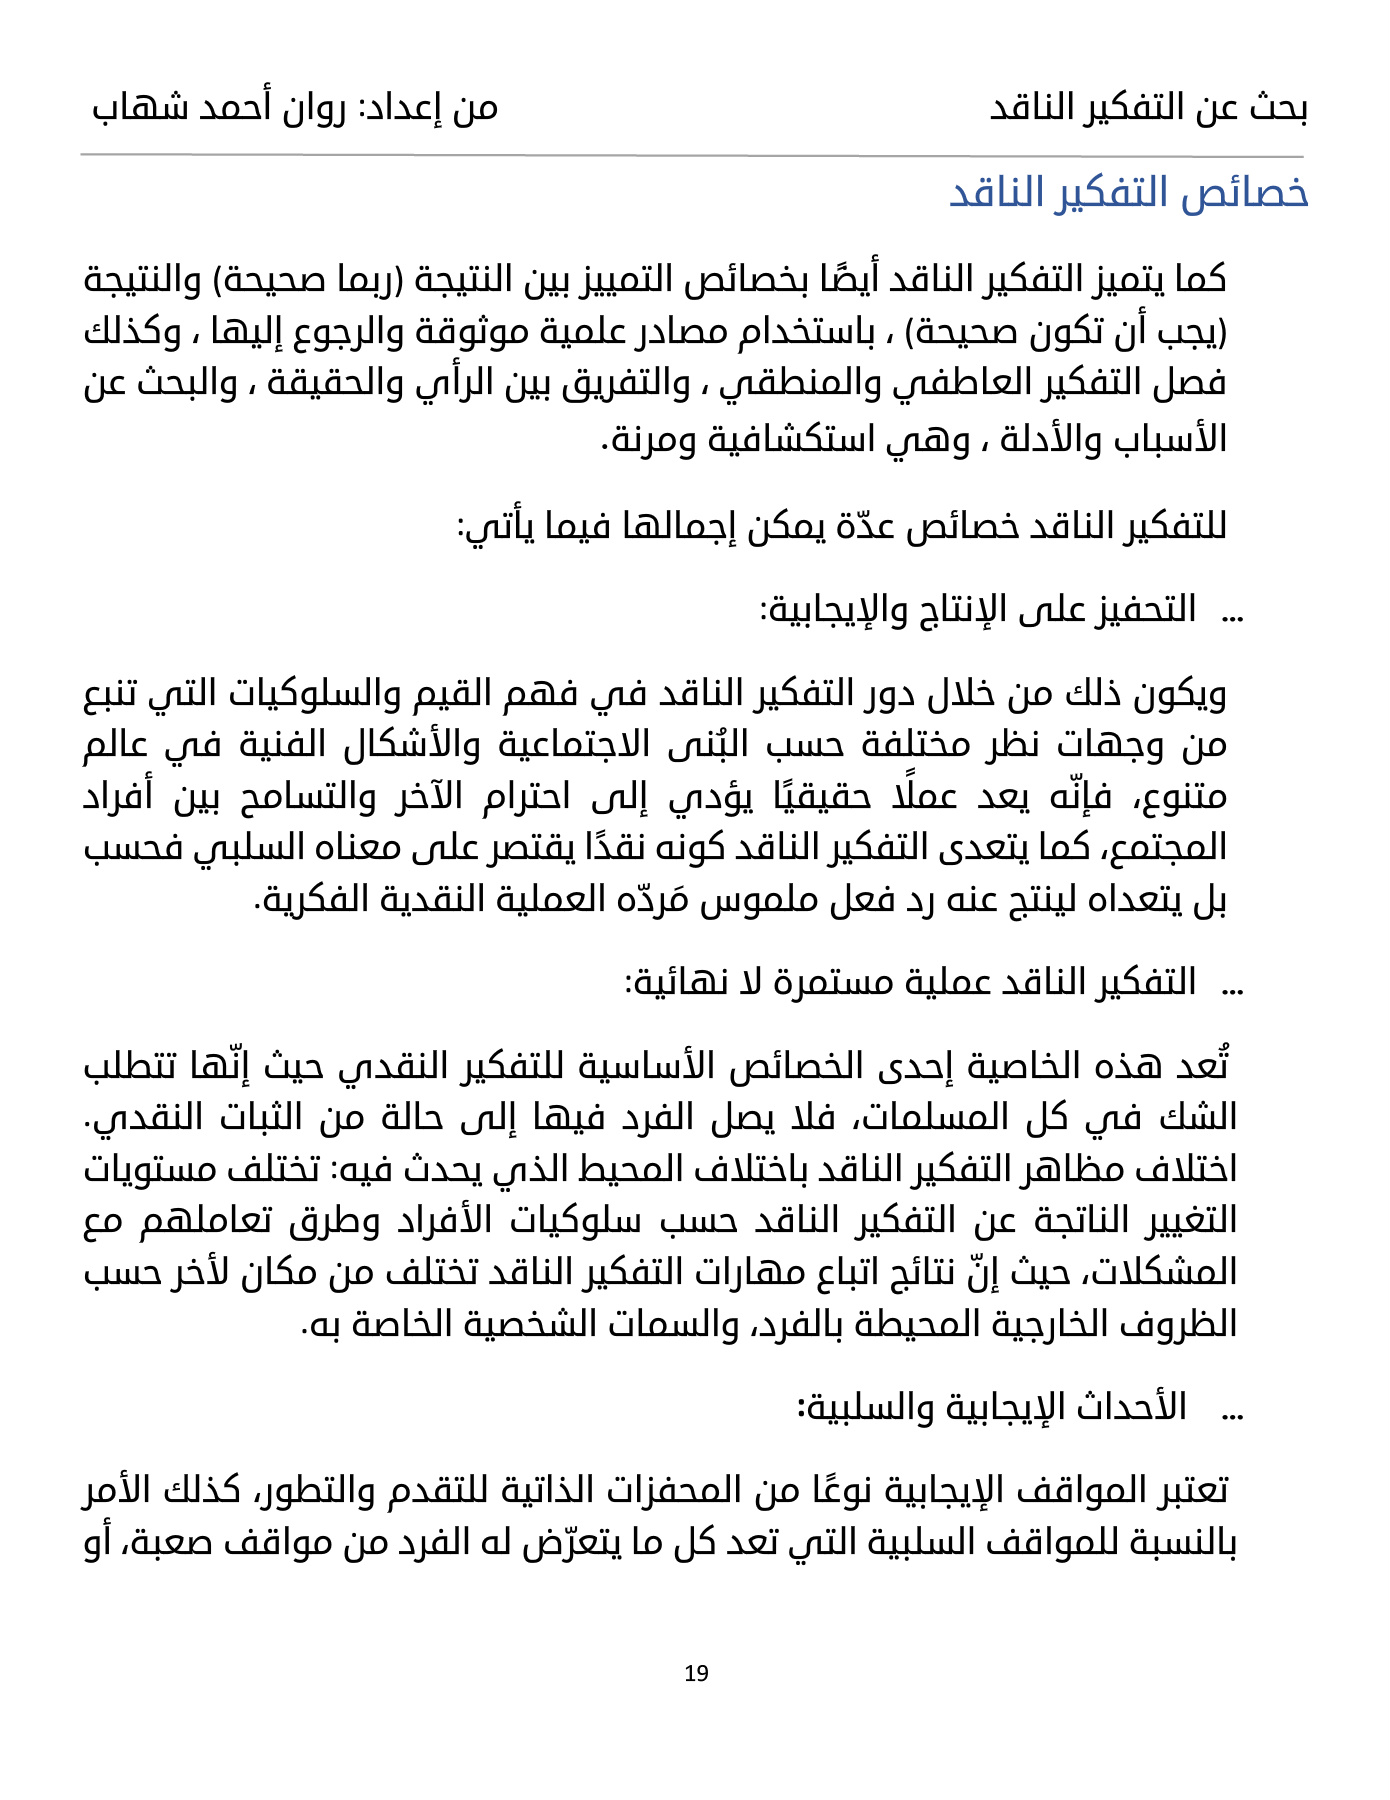 بحث عن التفكير الناقد من إعداد: روان أحمد شهاب
خصائص التفكير الناقد
كما يتميز التفكير الناقد أيضًا بخصائص التمييز بين النتيجة (ربما صحيحة) والنتيجة
(يجب أن تكون صحيحة) ، باستخدام مصادر علمية موثوقة والرجوع إليها ، وكذلك
فصل التفكير العاطفي والمنطقي ، والتفريق بين الرأي والحقيقة ، والبحث عن
الأسباب والأدلة ، وهي استكشافية ومرنة.
للتفكير الناقد خصائص عدّة يمكن إجمالها فيما يأتي:
... التحفيز على الإنتاج والإيجابية:
ويكون ذلك من خلال دور التفكير الناقد في فهم القيم والسلوكيات التي تنبع
من وجهات نظر مختلفة حسب البُنى الاجتماعية والأشكال الفنية في عالم
متنوع، فإنّه يعد عملًا حقيقيًا يؤدي إلى احترام الآخر والتسامح بين أفراد
المجتمع، كما يتعدى التفكير الناقد كونه نقدًا يقتصر على معناه السلبي فحسب
بل يتعداه لينتج عنه رد فعل ملموس مَردّه العملية النقدية الفكرية.
... التفكير الناقد عملية مستمرة لا نهائية:
تُعد هذه الخاصية إحدى الخصائص الأساسية للتفكير النقدي حيث إنّها تتطلب
الشك في كل المسلمات، فلا يصل الفرد فيها إلى حالة من الثبات النقدي.
اختلاف مظاهر التفكير الناقد باختلاف المحيط الذي يحدث فيه: تختلف مستويات
التغيير الناتجة عن التفكير الناقد حسب سلوكيات الأفراد وطرق تعاملهم مع
المشكلات، حيث إنّ نتائج اتباع مهارات التفكير الناقد تختلف من مكان لأخر حسب
الظروف الخارجية المحيطة بالفرد، والسمات الشخصية الخاصة به.
... الأحداث الإيجابية والسلبية:
تعتبر المواقف الإيجابية نوعًا من المحفزات الذاتية للتقدم والتطور، كذلك الأمر
بالنسبة للمواقف السلبية التي تعد كل ما يتعرّض له الفرد من مواقف صعبة، أو
19